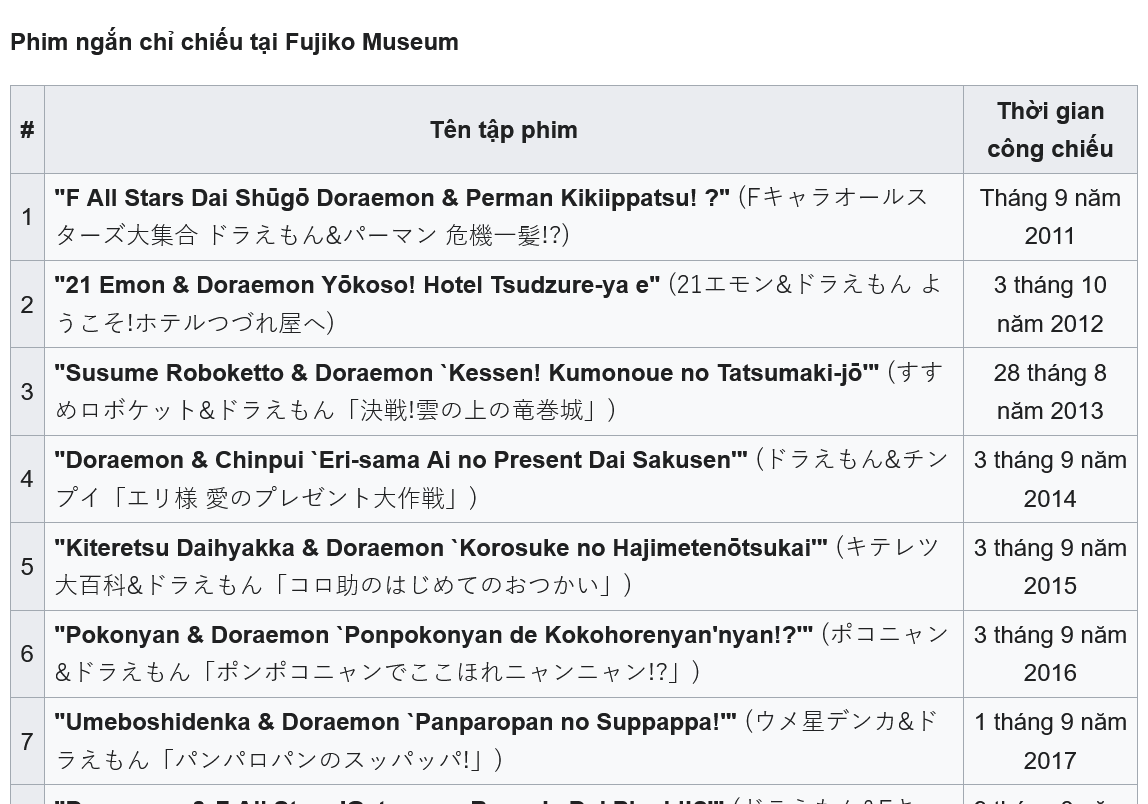 Phim ngắn chỉ chiếu tại Fujiko Museum
# Tên tập phim Thời gian
công chiếu
1 "F All Stars Dai Shūgō Doraemon & Perman Kikiippatsu! ?" (Fキャラオールス
ターズ大集合 ドラえもん&パーマン 危機一髪!?)
Tháng 9 năm
2011
2 "21 Emon & Doraemon Yōkoso! Hotel Tsudzure-ya e" (21エモン&ドラえもん よ
うこそ!ホテルつづれ屋へ)
3 tháng 10
năm 2012
3 "Susume Roboketto & Doraemon `Kessen! Kumonoue no Tatsumaki-jō'" (すす
めロボケット&ドラえもん「決戦!雲の上の竜巻城」)
28 tháng 8
năm 2013
4 "Doraemon & Chinpui `Eri-sama Ai no Present Dai Sakusen'" (ドラえもん&チン
プイ「エリ様 愛のプレゼント大作戦」)
3 tháng 9 năm
2014
5 "Kiteretsu Daihyakka & Doraemon `Korosuke no Hajimetenōtsukai'" (キテレツ
大百科&ドラえもん「コロ助のはじめてのおつかい」)
3 tháng 9 năm
2015
6 "Pokonyan & Doraemon `Ponpokonyan de Kokohorenyan'nyan!?'" (ポコニャン
&ドラえもん「ポンポコニャンでここほれニャンニャン!?」)
3 tháng 9 năm
2016
7 "Umeboshidenka & Doraemon `Panparopan no Suppappa!'" (ウメ星デンカ&ド
ラえもん「パンパロパンのスッパッパ!」)
1 tháng 9 năm
2017